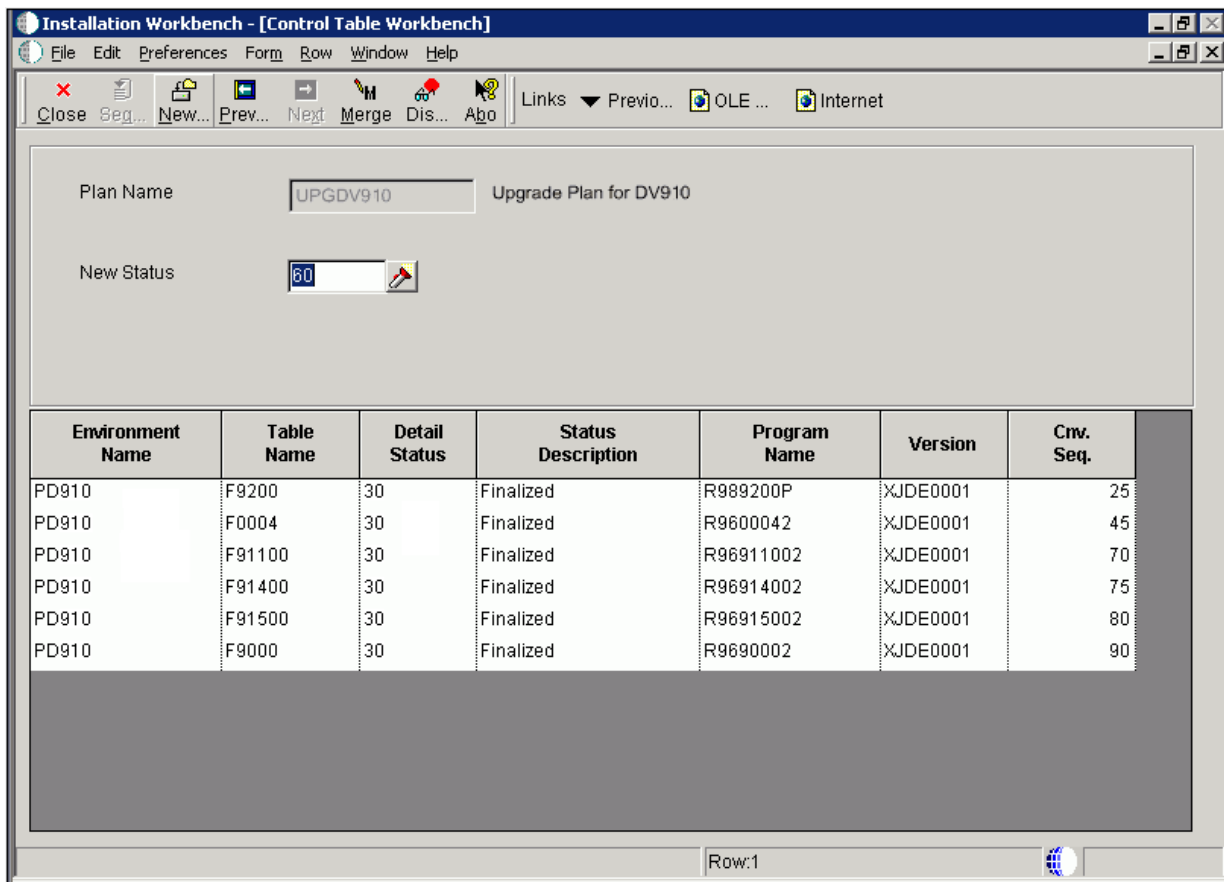 Installation Workbench - [Control Table Workbench]
File Edit Preferences Form Row Window Help
Close Seq... New... Prev... Next Merge Dis... Abo Links Previo... OLE ... Internet
Plan Name UPGDV910 Upgrade Plan for DV910
New Status 60
Environment Name Table Name Detail Status Status Description Program Name Version Cnv. Seq.
PD910 F9200 30 Finalized R989200P XJDE0001 25
PD910 F0004 30 Finalized R9600042 XJDE0001 45
PD910 F91100 30 Finalized R96911002 XJDE0001 70
PD910 F91400 30 Finalized R96914002 XJDE0001 75
PD910 F91500 30 Finalized R96915002 XJDE0001 80
PD910 F9000 30 Finalized R9690002 XJDE0001 90
Row:1